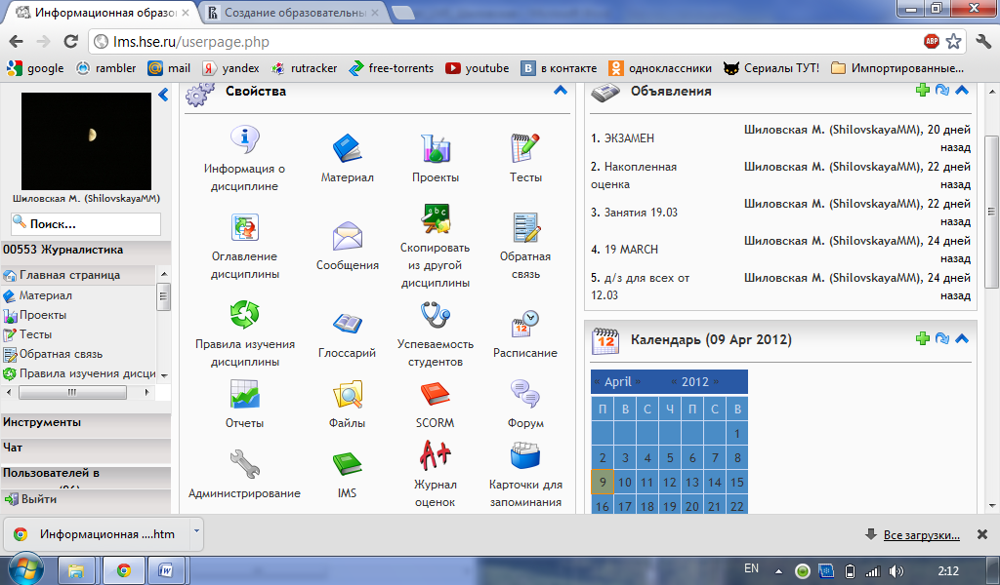 Информационная образо
Создание образовательны
lms.hse.ru/userpage.php
ABP
google
rambler
mail
yandex
rutracker
free-torrents
youtube
в контакте
одноклассники
Сериалы ТУТ!
Импортированные...
Шиловская М. (ShilovskayaMM)
Поиск...
00553 Журналистика
Главная страница
Материал
Проекты
Тесты
Обратная связь
Правила изучения дисци
Инструменты
Чат
Пользователей в
Выйти
Свойства
Информация о
дисциплине
Материал
Проекты
Тесты
Оглавление
дисциплины
Сообщения
Скопировать
из другой
дисциплины
Обратная
связь
Правила изучения
дисциплины
Глоссарий
Успеваемость
студентов
Расписание
Отчеты
Файлы
SCORM
Форум
Администрирование
IMS
Журнал
оценок
Карточки для
запоминания
Объявления
1. ЭКЗАМЕН
Шиловская М. (ShilovskayaMM), 20 дней
назад
2. Накопленная
оценка
Шиловская М. (ShilovskayaMM), 22 дней
назад
3. Занятия 19.03
Шиловская М. (ShilovskayaMM), 22 дней
назад
4. 19 MARCH
Шиловская М. (ShilovskayaMM), 24 дней
назад
5. д/з для всех от
12.03
Шиловская М. (ShilovskayaMM), 24 дней
назад
Календарь (09 Apr 2012)
« April » « 2012 »
П В С Ч П С В
1
2 3 4 5 6 7 8
9 10 11 12 13 14 15
16 17 18 19 20 21 22
Информационная ....htm
Все загрузки...
EN
2:12